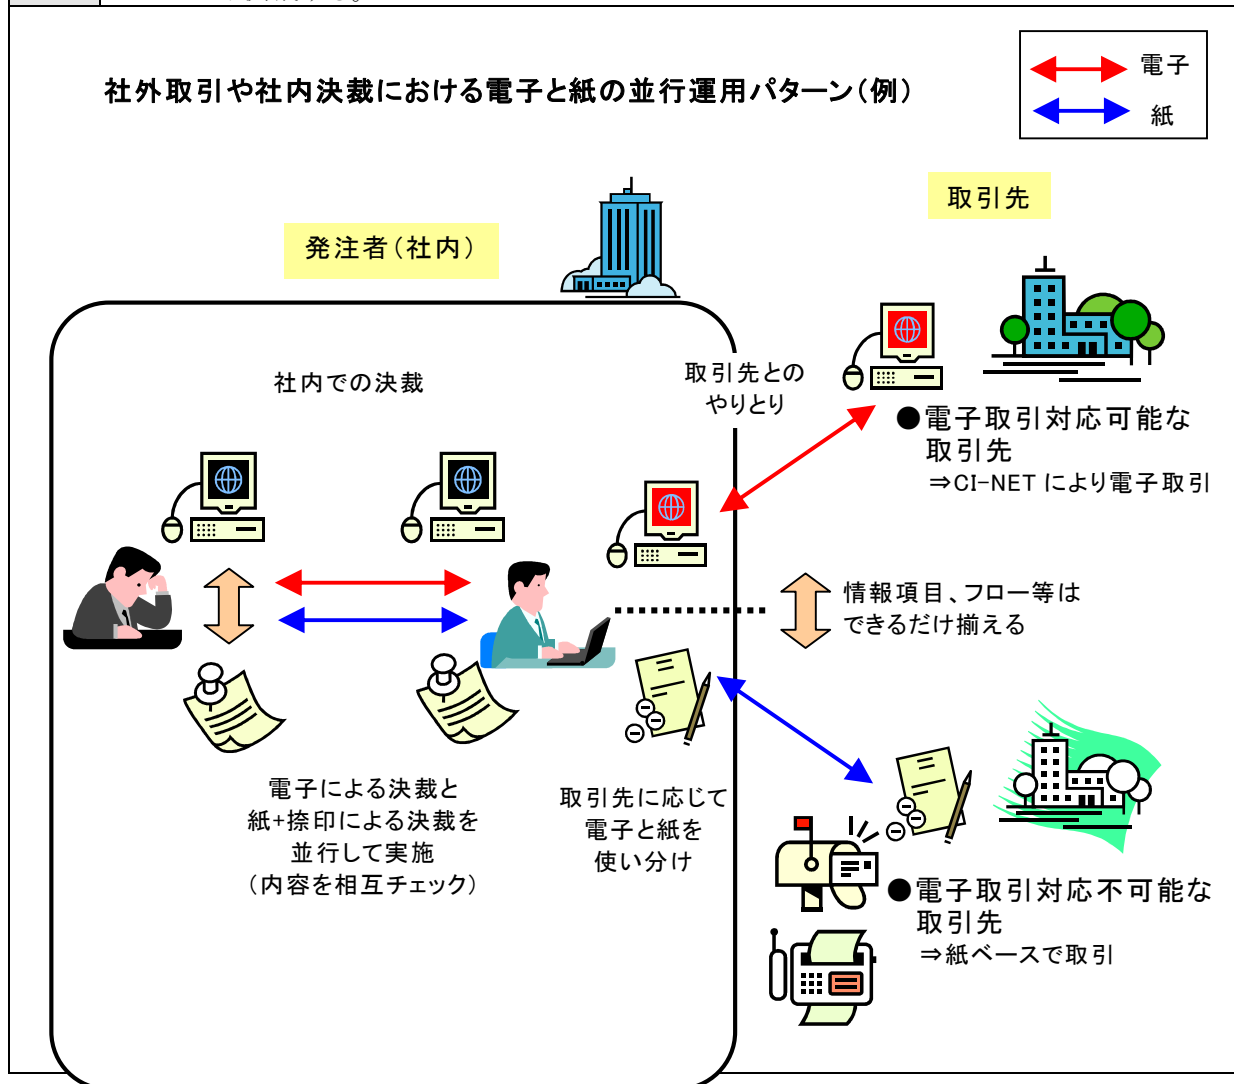 社外取引や社内決裁における電子と紙の並行運用パターン(例)
電子
紙
取引先
発注者(社内)
社内での決裁
取引先との
やりとり
●電子取引対応可能な
取引先
⇒CI-NET により電子取引
情報項目、フロー等は
できるだけ揃える
電子による決裁と
紙+捺印による決裁を
並行して実施
(内容を相互チェック)
取引先に応じて
電子と紙を
使い分け
●電子取引対応不可能な
取引先
⇒紙ベースで取引